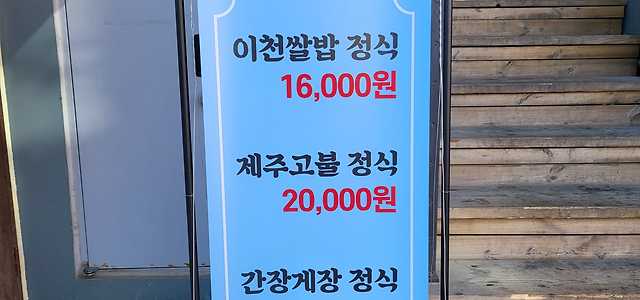 이천쌀밥 정식
16,000원
제주고불 정식
20,000원
간장게장 정식